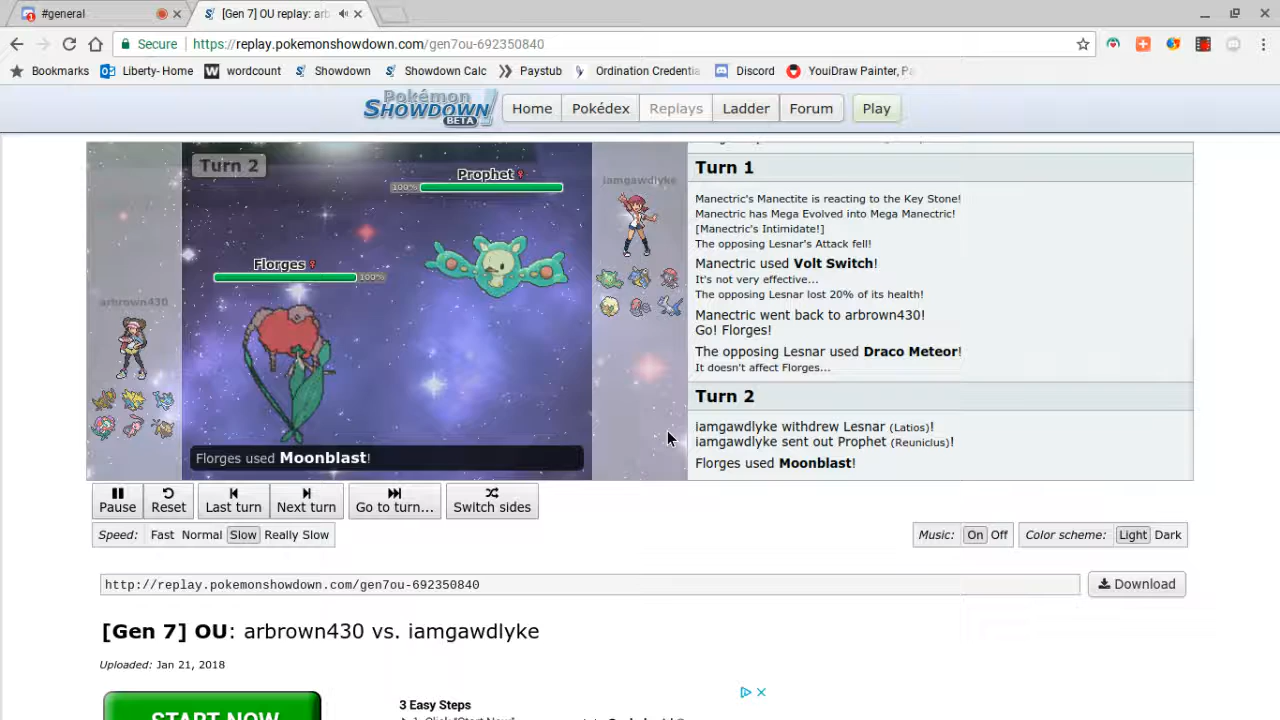 #general
[Gen 7] OU replay: arb
Secure
https://replay.pokemonshowdown.com/gen7ou-692350840
Bookmarks
Liberty- Home
wordcount
Showdown
Showdown Calc
Paystub
Ordination Credentia
Discord
YouiDraw Painter, Pa
Pokémon
SHOWDOWN
BETA
Home
Pokédex
Replays
Ladder
Forum
Play
Turn 2
Prophet
100%
iamgawdlyke
Florges
100%
arbrown430
Florges used Moonblast!
Turn 1
Manectric's Manectite is reacting to the Key Stone!
Manectric has Mega Evolved into Mega Manectric!
[Manectric's Intimidate!]
The opposing Lesnar's Attack fell!
Manectric used Volt Switch!
It's not very effective...
The opposing Lesnar lost 20% of its health!
Manectric went back to arbrown430!
Go! Florges!
The opposing Lesnar used Draco Meteor!
It doesn't affect Florges...
Turn 2
iamgawdlyke withdrew Lesnar (Latios)!
iamgawdlyke sent out Prophet (Reuniclus)!
Florges used Moonblast!
Pause
Reset
Last turn
Next turn
Go to turn...
Switch sides
Speed: Fast Normal Slow Really Slow
Music: On Off
Color scheme: Light Dark
http://replay.pokemonshowdown.com/gen7ou-692350840
Download
[Gen 7] OU: arbrown430 vs. iamgawdlyke
Uploaded: Jan 21, 2018
START NOW
3 Easy Steps